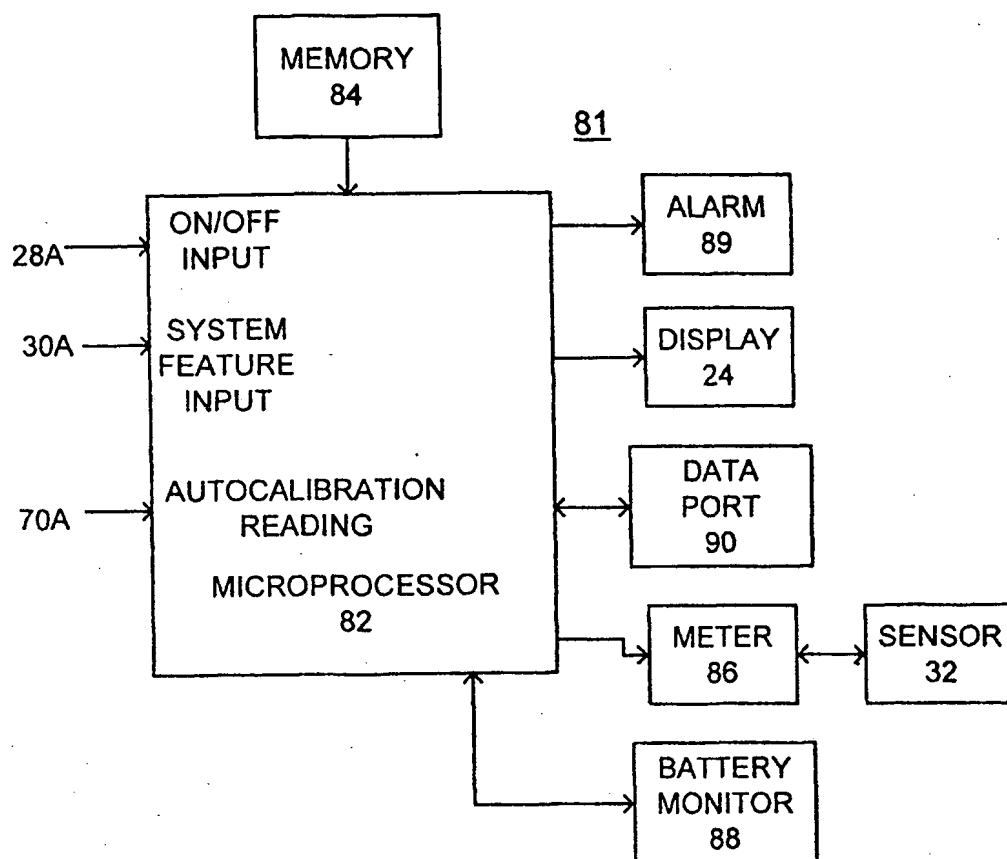 MEMORY
84
81
28A
ON/OFF
INPUT
ALARM
89
30A
SYSTEM
FEATURE
INPUT
DISPLAY
24
70A
AUTOCALIBRATION
READING
DATA
PORT
90
MICROPROCESSOR
82
METER
86
SENSOR
32
BATTERY
MONITOR
88